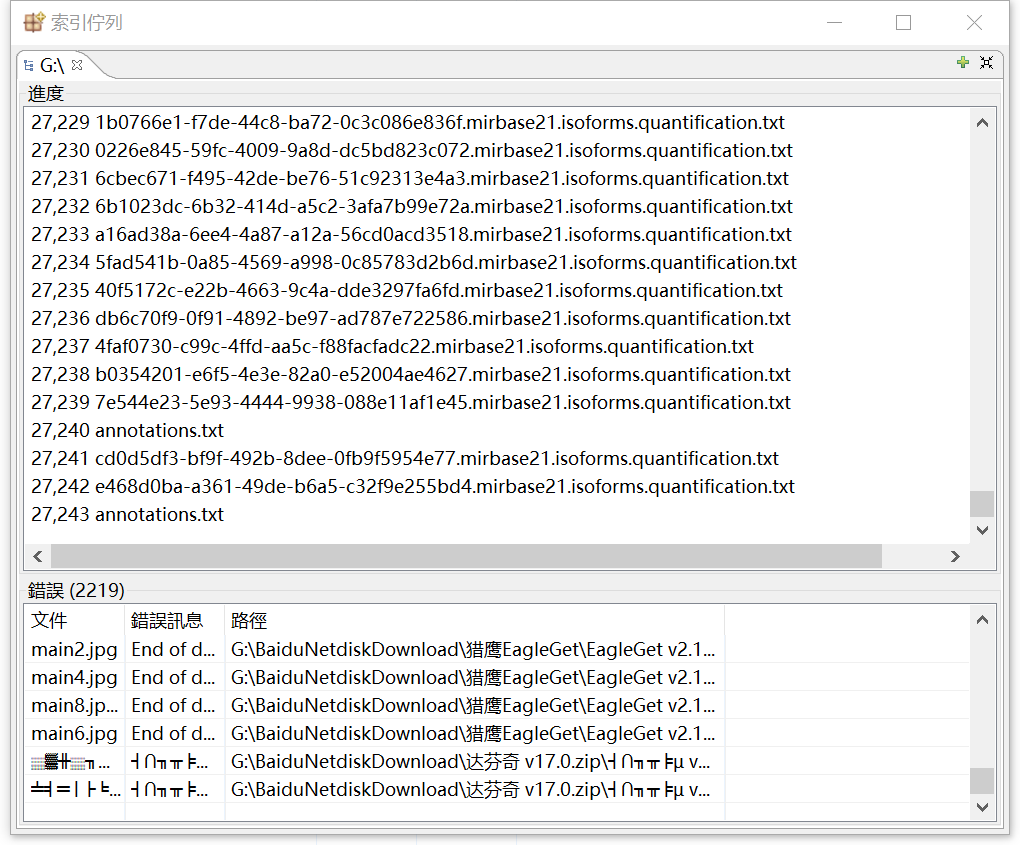 索引佇列
G:\
進度
27,229 1b0766e1-f7de-44c8-ba72-0c3c086e836f.mirbase21.isoforms.quantification.txt
27,230 0226e845-59fc-4009-9a8d-dc5bd823c072.mirbase21.isoforms.quantification.txt
27,231 6cbec671-f495-42de-be76-51c92313e4a3.mirbase21.isoforms.quantification.txt
27,232 6b1023dc-6b32-414d-a5c2-3afa7b99e72a.mirbase21.isoforms.quantification.txt
27,233 a16ad38a-6ee4-4a87-a12a-56cd0acd3518.mirbase21.isoforms.quantification.txt
27,234 5fad541b-0a85-4569-a998-0c85783d2b6d.mirbase21.isoforms.quantification.txt
27,235 40f5172c-e22b-4663-9c4a-dde3297fa6fd.mirbase21.isoforms.quantification.txt
27,236 db6c70f9-0f91-4892-be97-ad787e722586.mirbase21.isoforms.quantification.txt
27,237 4faf0730-c99c-4ffd-aa5c-f88facfadc22.mirbase21.isoforms.quantification.txt
27,238 b0354201-e6f5-4e3e-82a0-e52004ae4627.mirbase21.isoforms.quantification.txt
27,239 7e544e23-5e93-4444-9938-088e11af1e45.mirbase21.isoforms.quantification.txt
27,240 annotations.txt
27,241 cd0d5df3-bf9f-492b-8dee-0fb9f5954e77.mirbase21.isoforms.quantification.txt
27,242 e468d0ba-a361-49de-b6a5-c32f9e255bd4.mirbase21.isoforms.quantification.txt
27,243 annotations.txt
錯誤 (2219)
文件 錯誤訊息 路徑
main2.jpg End of d... G:\BaiduNetdiskDownload\猎鹰EagleGet\EagleGet v2.1...
main4.jpg End of d... G:\BaiduNetdiskDownload\猎鹰EagleGet\EagleGet v2.1...
main8.jp... End of d... G:\BaiduNetdiskDownload\猎鹰EagleGet\EagleGet v2.1...
main6.jpg End of d... G:\BaiduNetdiskDownload\猎鹰EagleGet\EagleGet v2.1...
G:\BaiduNetdiskDownload\达芬奇 v17.0.zip\╡∩╖╥╞µ v...
G:\BaiduNetdiskDownload\达芬奇 v17.0.zip\╡∩╖╥╞µ v...